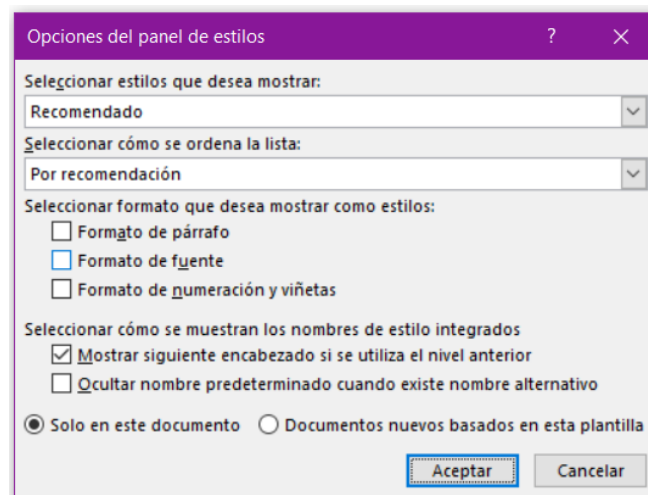 Opciones del panel de estilos ?
Seleccionar estilos que desea mostrar:
Recomendado
Seleccionar cómo se ordena la lista:
Por recomendación
Seleccionar formato que desea mostrar como estilos:
Formato de párrafo
Formato de fuente
Formato de numeración y viñetas
Seleccionar cómo se muestran los nombres de estilo integrados
Mostrar siguiente encabezado si se utiliza el nivel anterior
Ocultar nombre predeterminado cuando existe nombre alternativo
Solo en este documento Documentos nuevos basados en esta plantilla
Aceptar Cancelar